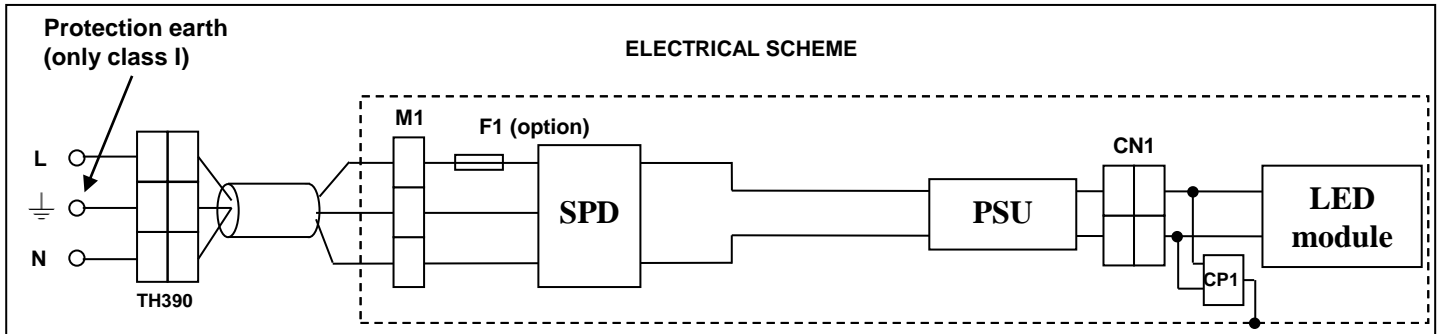 Protection earth
(only class I)
ELECTRICAL SCHEME
M1
F1 (option)
CN1
L
SPD
PSU
LED
module
N
CP1
TH390